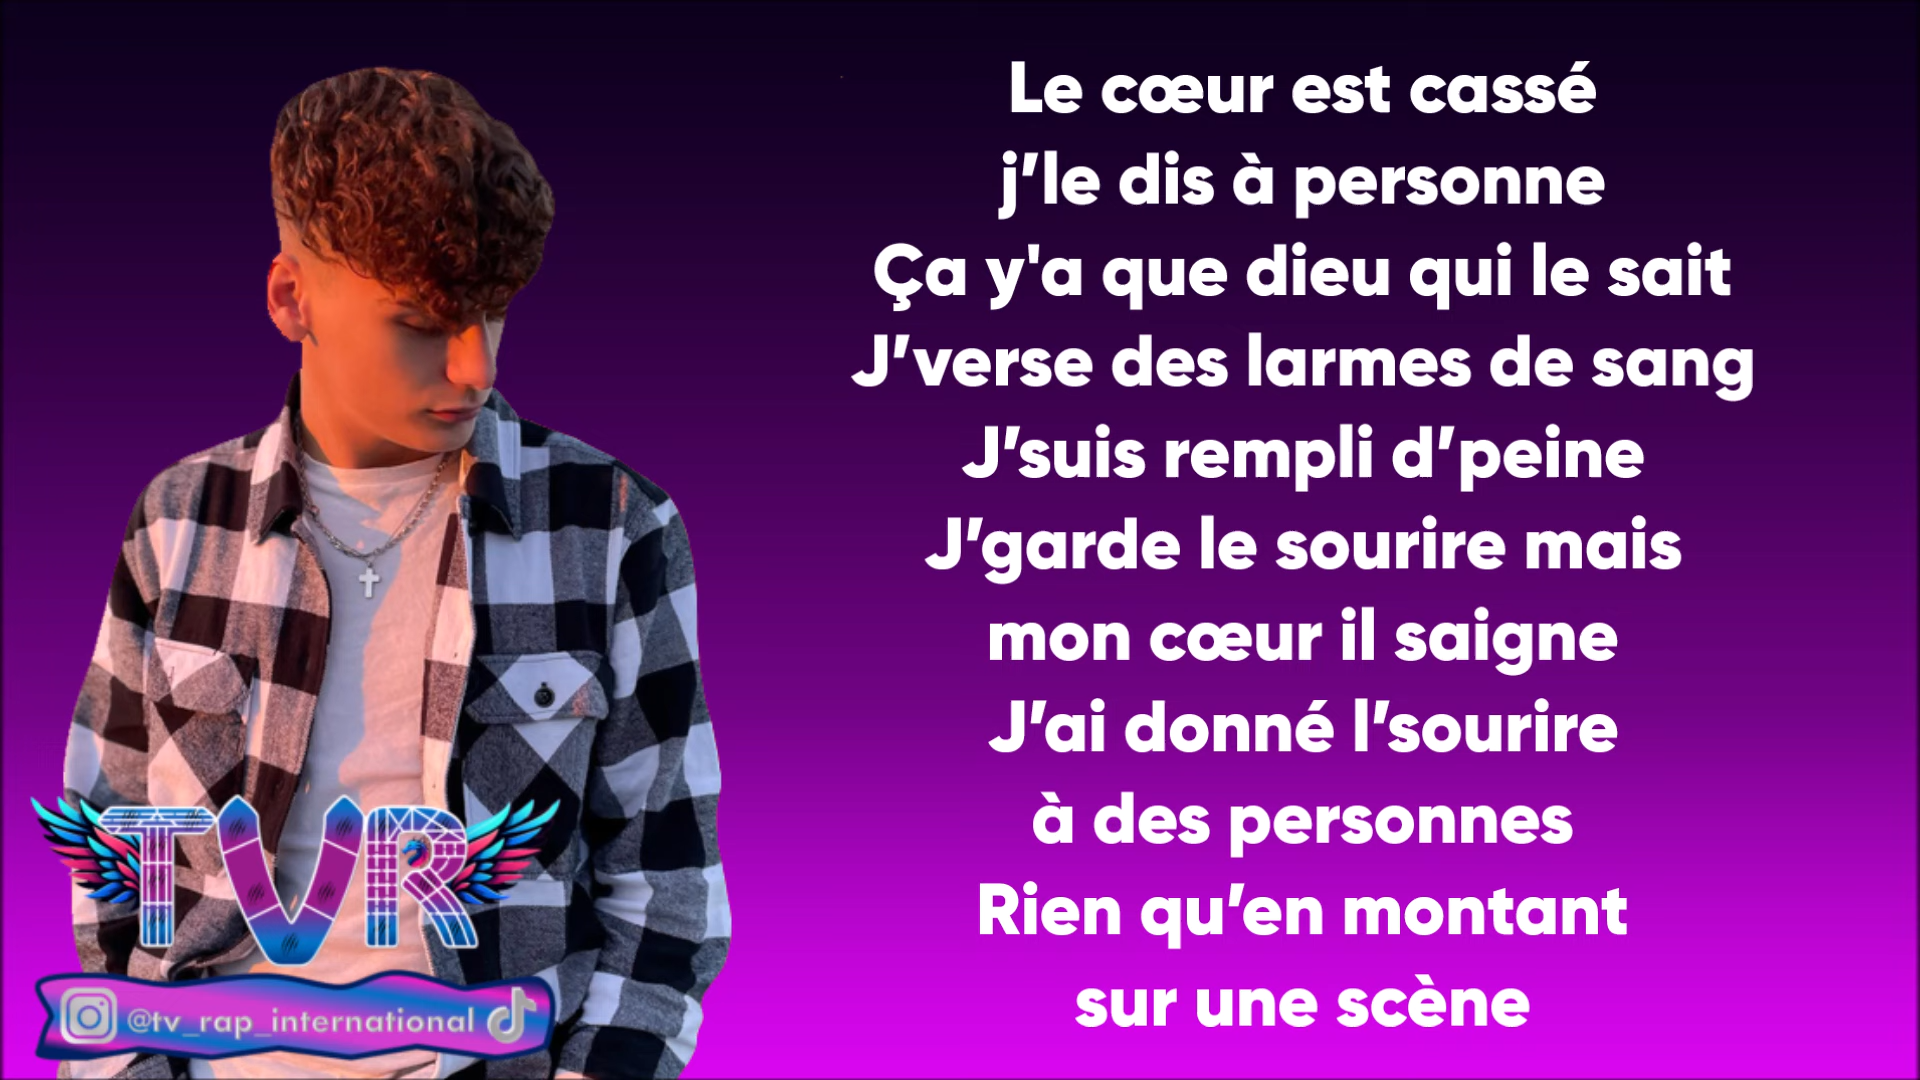 Le cœur est cassé
j’le dis à personne
Ça y'a que dieu qui le sait
J’verse des larmes de sang
J’suis rempli d’peine
J’garde le sourire mais
mon cœur il saigne
J’ai donné l’sourire
à des personnes
Rien qu’en montant
sur une scène
TVR
@tv_rap_international